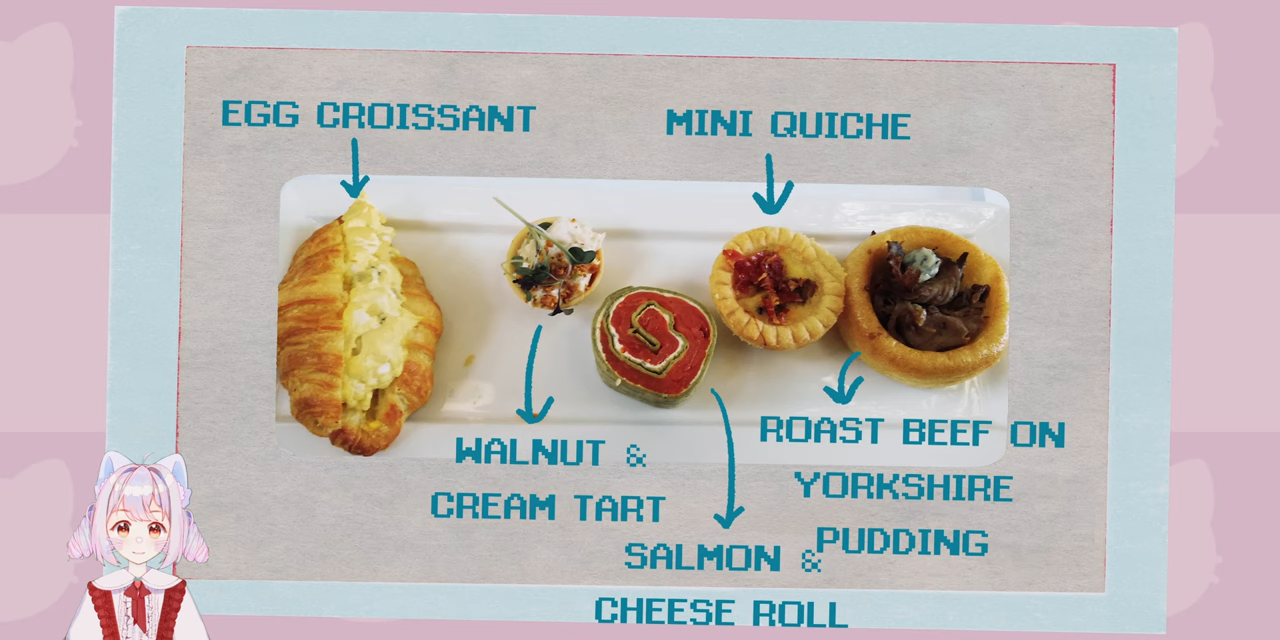 EGG CROISSANT
MINI QUICHE
WALNUT &
CREAM TART
SALMON &
CHEESE ROLL
ROAST BEEF ON
YORKSHIRE
PUDDING